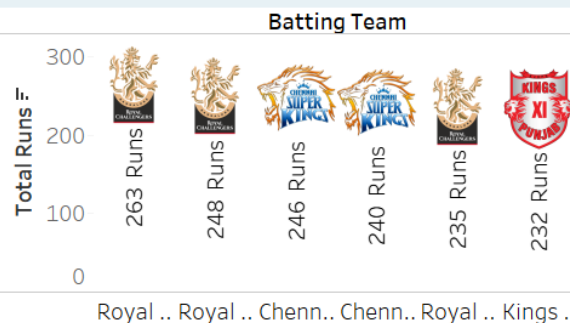 Batting Team
Total Runs
300
200
100
0
ROYAL CHALLENGERS
263 Runs
ROYAL CHALLENGERS
248 Runs
CHENNAI SUPER KINGS
246 Runs
CHENNAI SUPER KINGS
240 Runs
ROYAL CHALLENGERS
235 Runs
KINGS XI PUNJAB
232 Runs
Royal .. Royal .. Chenn.. Chenn.. Royal .. Kings .